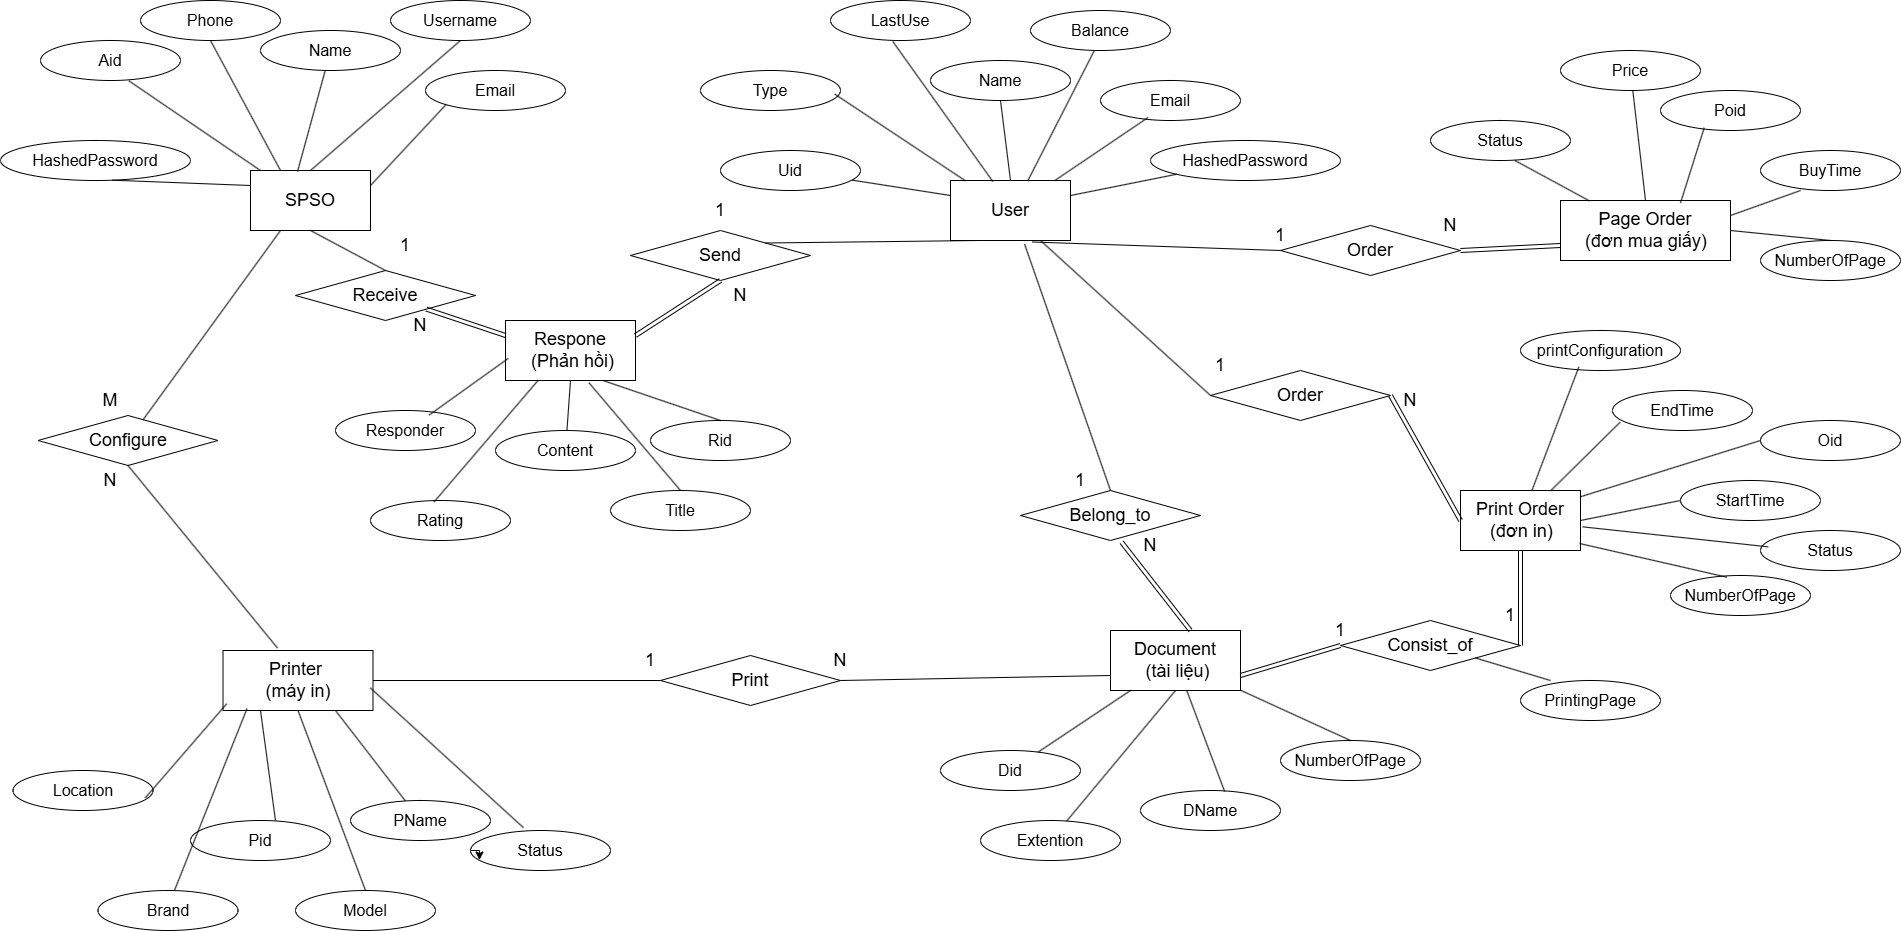 Phone
Username
Aid
Name
Email
HashedPassword
SPSO
LastUse
Balance
Type
Name
Email
Uid
HashedPassword
User
Price
Status
Poid
BuyTime
Page Order
(đơn mua giấy)
NumberOfPage
1
Send
N
1
Order
N
1
Receive
N
Respone
(Phản hồi)
Responder
Content
Rid
Rating
Title
M
Configure
N
1
Order
N
printConfiguration
EndTime
Oid
StartTime
Status
NumberOfPage
Print Order
(đơn in)
1
Belong_to
N
1
Consist_of
1
PrintingPage
Printer
(máy in)
1
Print
N
Document
(tài liệu)
Location
Pid
PName
Status
Brand
Model
Did
Extention
DName
NumberOfPage